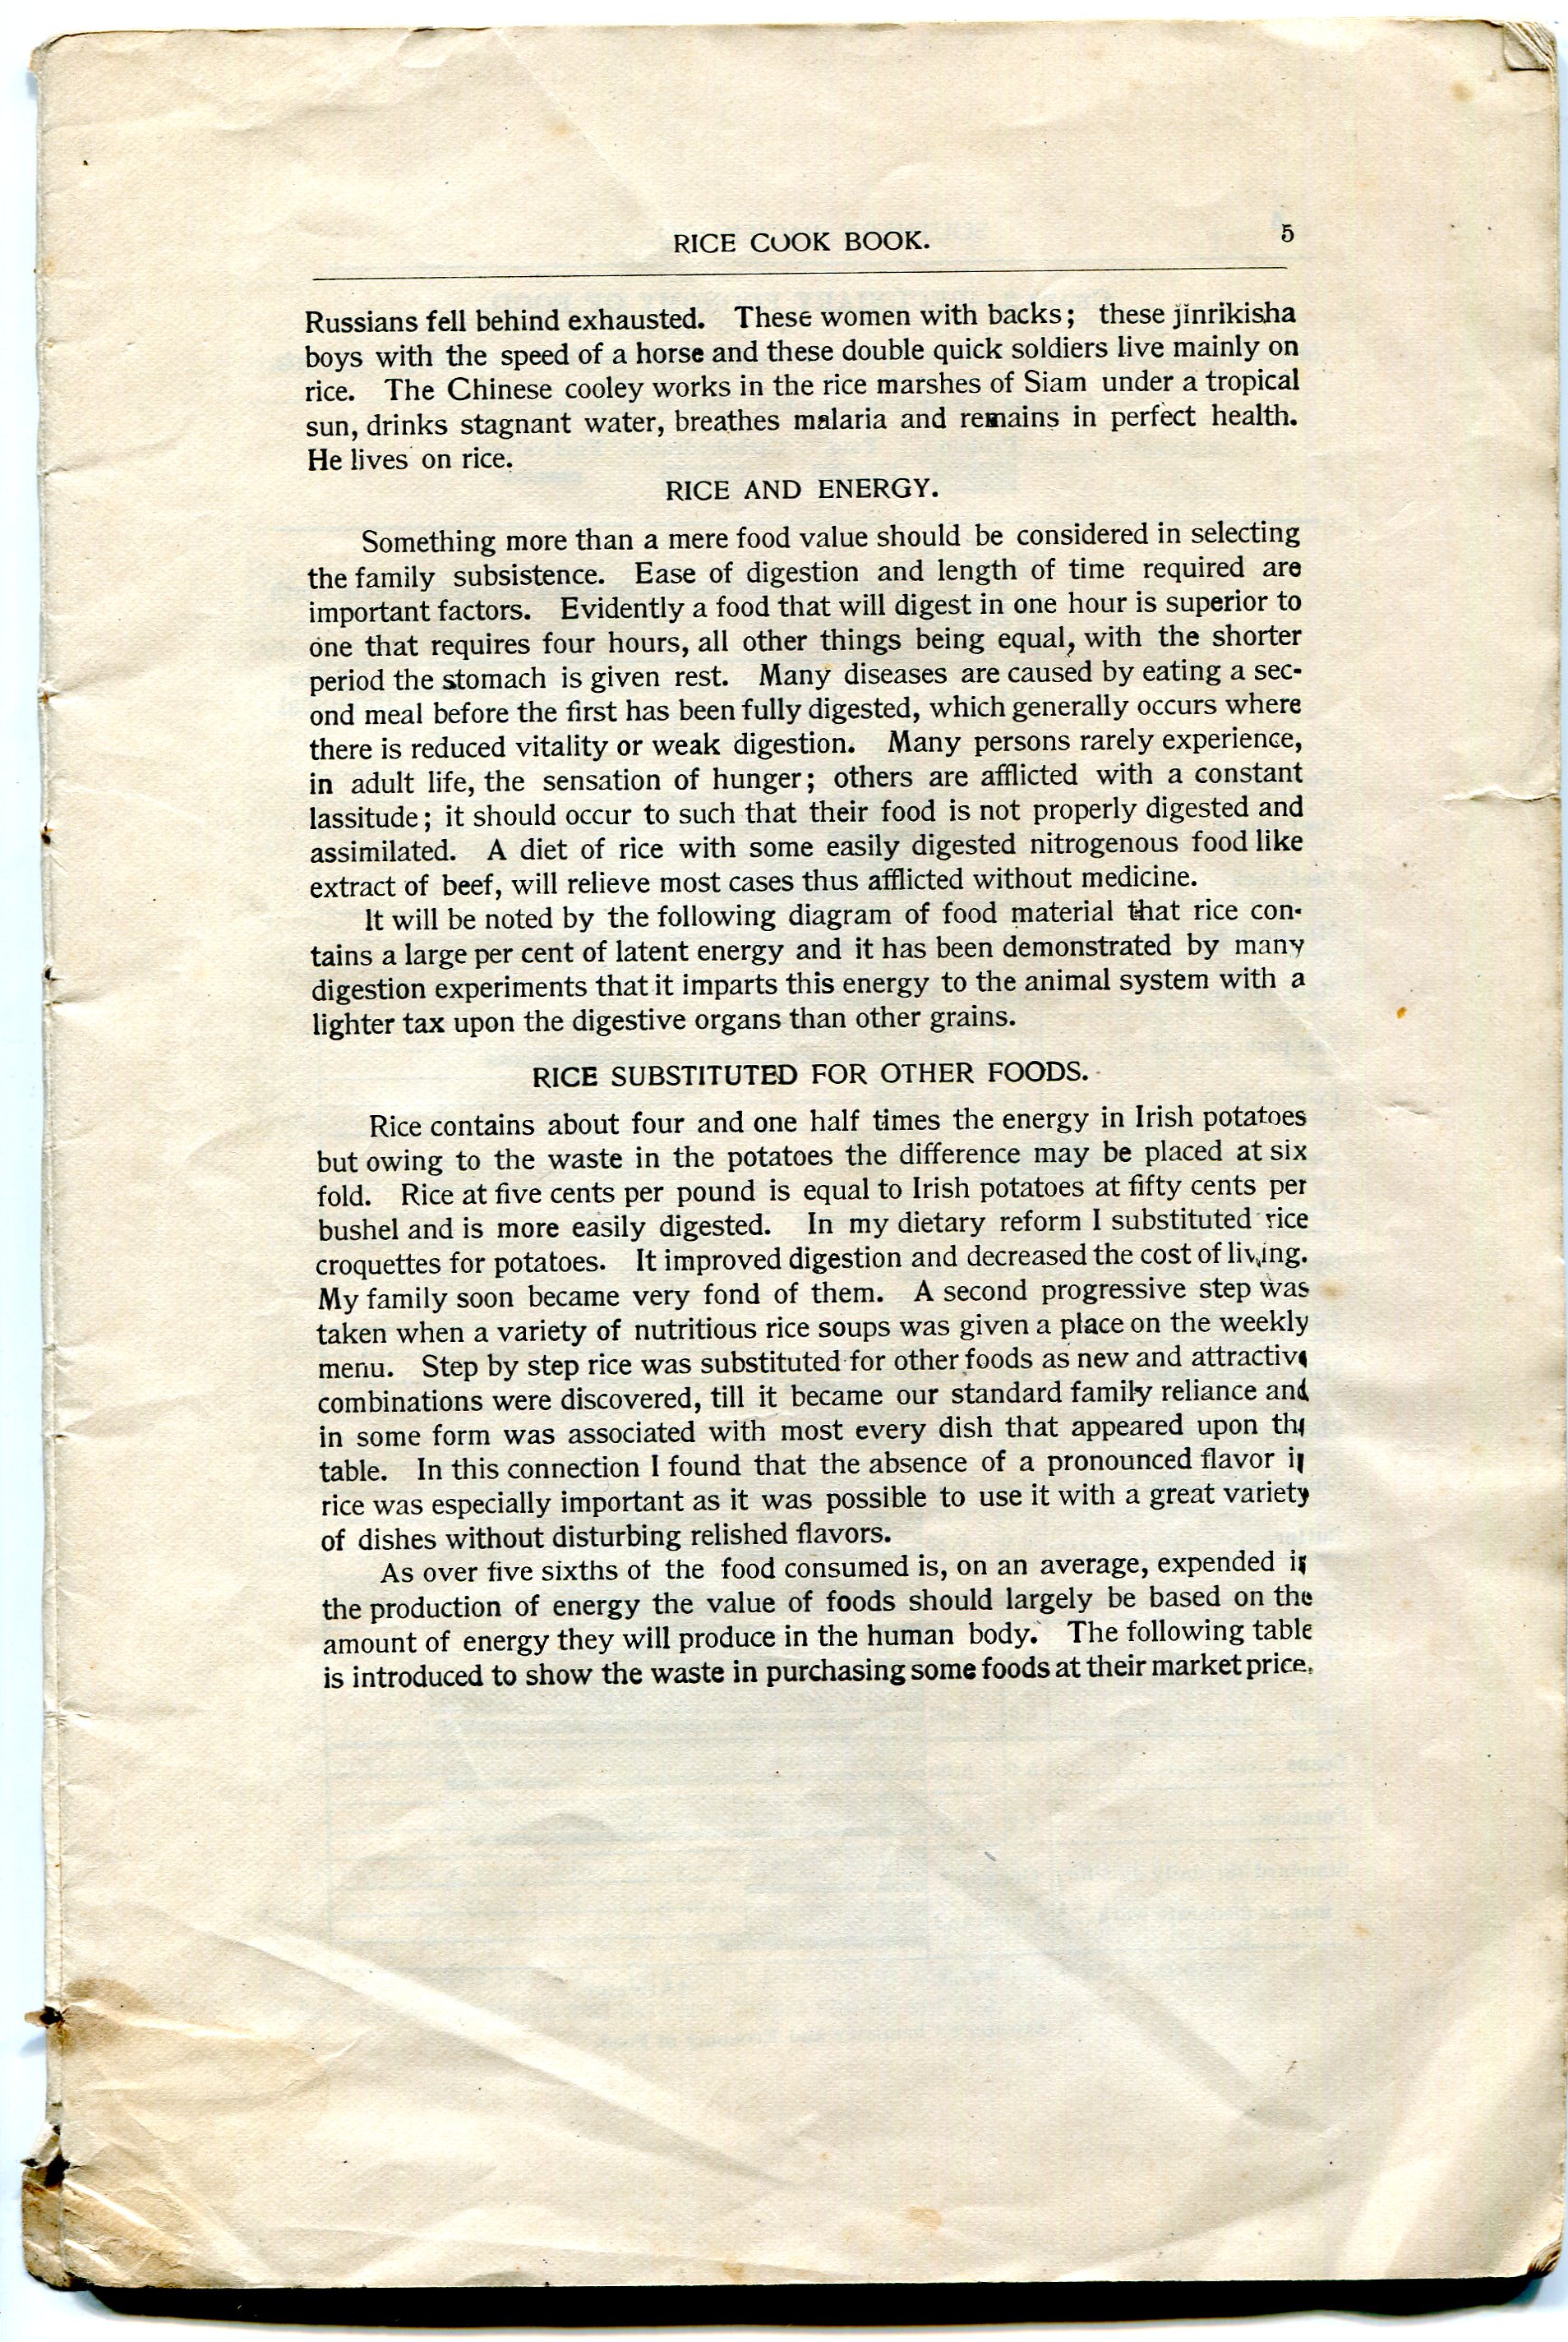 RICE COOK BOOK. 5
Russians fell behind exhausted. These women with backs; these jinrikisha
boys with the speed of a horse and these double quick soldiers live mainly on
rice. The Chinese cooley works in the rice marshes of Siam under a tropical
sun, drinks stagnant water, breathes malaria and remains in perfect health.
He lives on rice.
RICE AND ENERGY.
Something more than a mere food value should be considered in selecting
the family subsistence. Ease of digestion and length of time required are
important factors. Evidently a food that will digest in one hour is superior to
one that requires four hours, all other things being equal, with the shorter
period the stomach is given rest. Many diseases are caused by eating a sec-
ond meal before the first has been fully digested, which generally occurs where
there is reduced vitality or weak digestion. Many persons rarely experience,
in adult life, the sensation of hunger; others are afflicted with a constant
lassitude; it should occur to such that their food is not properly digested and
assimilated. A diet of rice with some easily digested nitrogenous food like
extract of beef, will relieve most cases thus afflicted without medicine.
It will be noted by the following diagram of food material that rice con-
tains a large per cent of latent energy and it has been demonstrated by many
digestion experiments that it imparts this energy to the animal system with a
lighter tax upon the digestive organs than other grains.
RICE SUBSTITUTED FOR OTHER FOODS.
Rice contains about four and one half times the energy in Irish potatoes
but owing to the waste in the potatoes the difference may be placed at six
fold. Rice at five cents per pound is equal to Irish potatoes at fifty cents per
bushel and is more easily digested. In my dietary reform I substituted rice
croquettes for potatoes. It improved digestion and decreased the cost of living.
My family soon became very fond of them. A second progressive step was
taken when a variety of nutritious rice soups was given a place on the weekly
menu. Step by step rice was substituted for other foods as new and attractive
combinations were discovered, till it became our standard family reliance and
in some form was associated with most every dish that appeared upon the
table. In this connection I found that the absence of a pronounced flavor in
rice was especially important as it was possible to use it with a great variety
of dishes without disturbing relished flavors.
As over five sixths of the food consumed is, on an average, expended in
the production of energy the value of foods should largely be based on the
amount of energy they will produce in the human body. The following table
is introduced to show the waste in purchasing some foods at their market price.